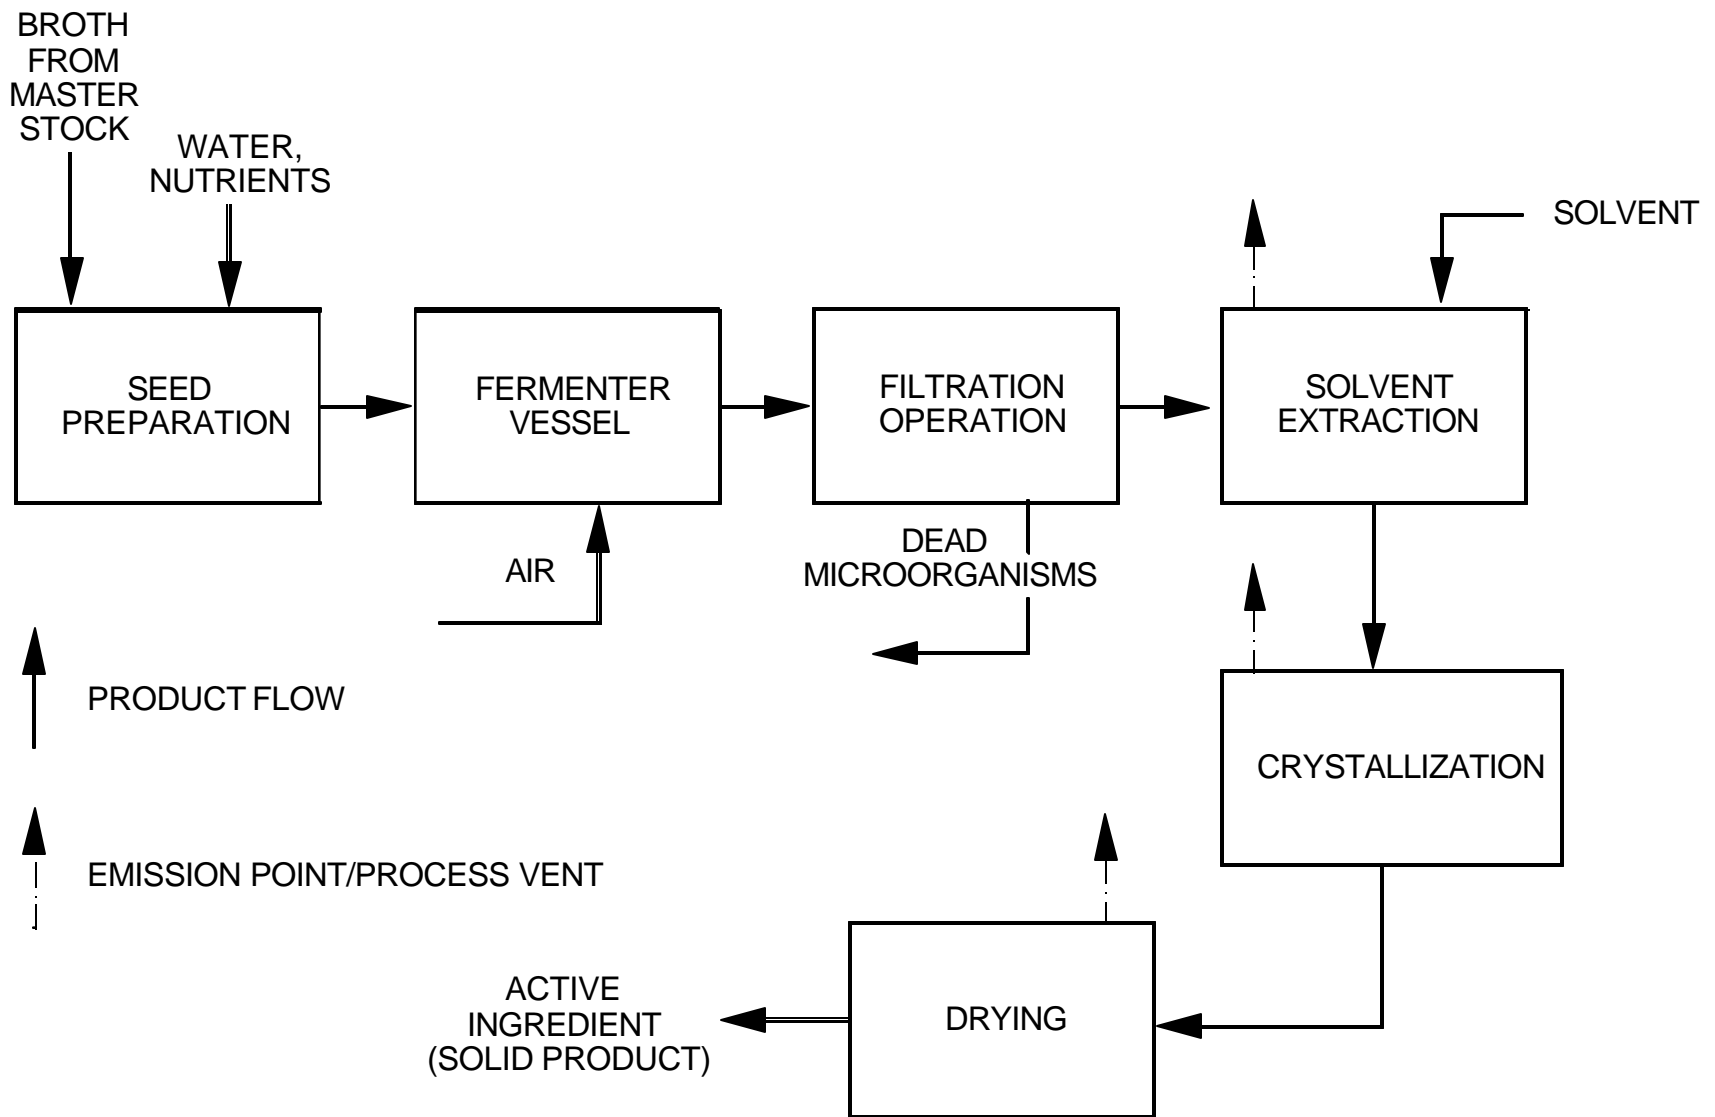 BROTH
FROM
MASTER
STOCK
WATER,
NUTRIENTS
SOLVENT
SEED
PREPARATION
FERMENTER
VESSEL
FILTRATION
OPERATION
SOLVENT
EXTRACTION
AIR
DEAD
MICROORGANISMS
PRODUCT FLOW
CRYSTALLIZATION
EMISSION POINT/PROCESS VENT
ACTIVE
INGREDIENT
(SOLID PRODUCT)
DRYING